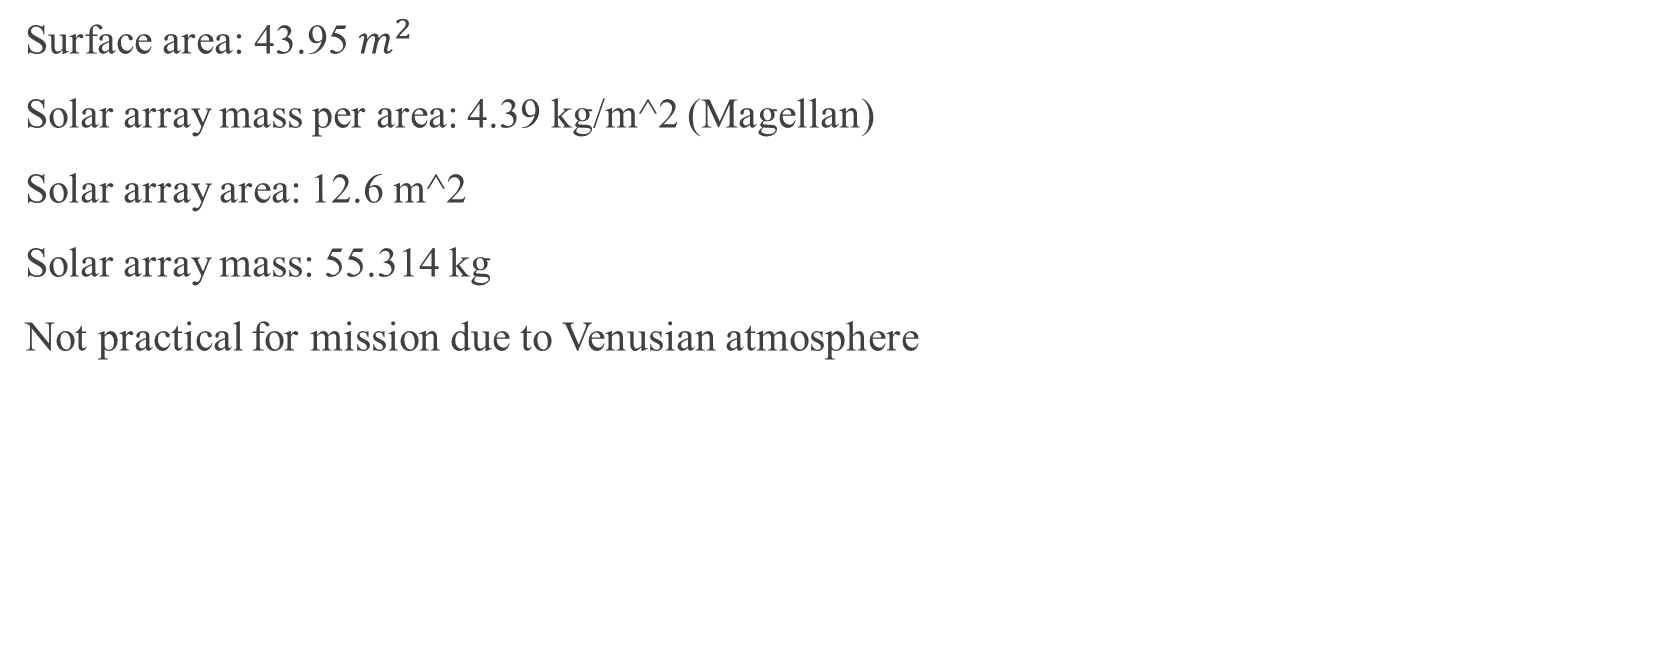 Surface area: 43.95 m²
Solar array mass per area: 4.39 kg/m^2 (Magellan)
Solar array area: 12.6 m^2
Solar array mass: 55.314 kg
Not practical for mission due to Venusian atmosphere